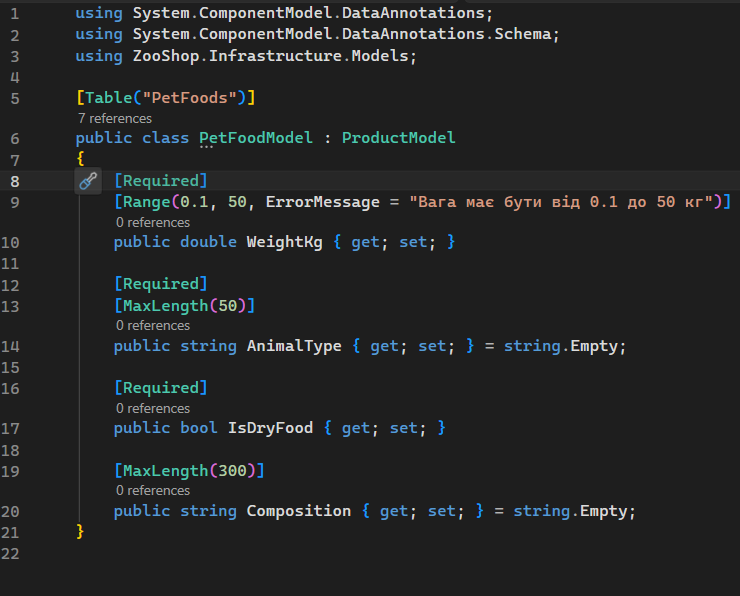 1 using System.ComponentModel.DataAnnotations;
2 using System.ComponentModel.DataAnnotations.Schema;
3 using ZooShop.Infrastructure.Models;
4
5 [Table("PetFoods")]
7 references
6 public class PetFoodModel : ProductModel
7 {
8 [Required]
9 [Range(0.1, 50, ErrorMessage = "Вага має бути від 0.1 до 50 кг")]
0 references
10 public double WeightKg { get; set; }
11
12 [Required]
13 [MaxLength(50)]
0 references
14 public string AnimalType { get; set; } = string.Empty;
15
16 [Required]
0 references
17 public bool IsDryFood { get; set; }
18
19 [MaxLength(300)]
0 references
20 public string Composition { get; set; } = string.Empty;
21 }
22